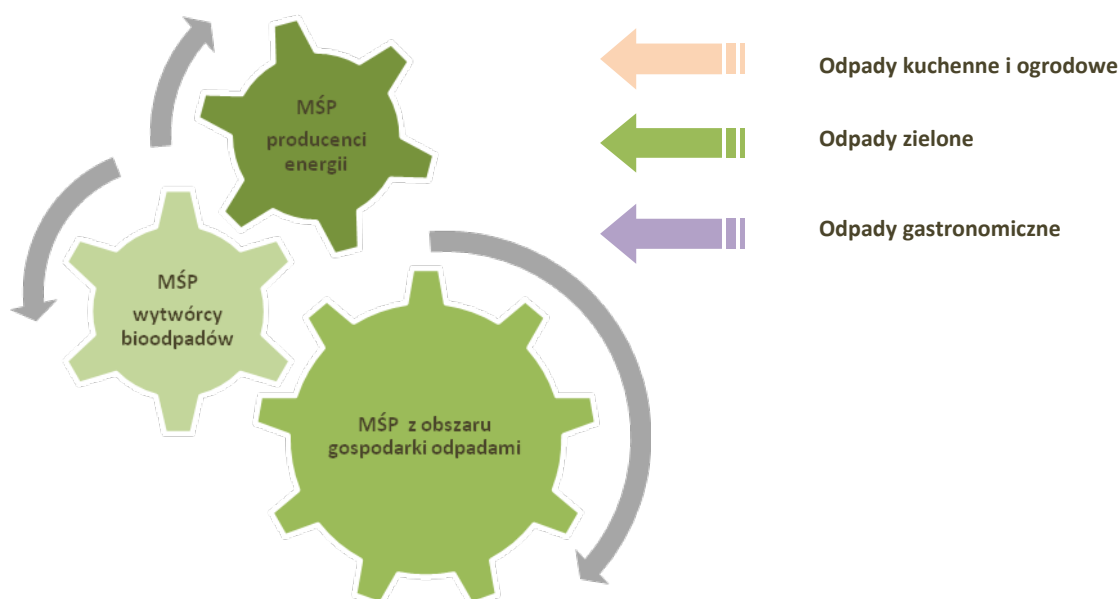 MŚP
producenci
energii
Odpady kuchenne i ogrodowe
Odpady zielone
Odpady gastronomiczne
MŚP
wytwórcy
bioodpadów
MŚP z obszaru
gospodarki odpadami